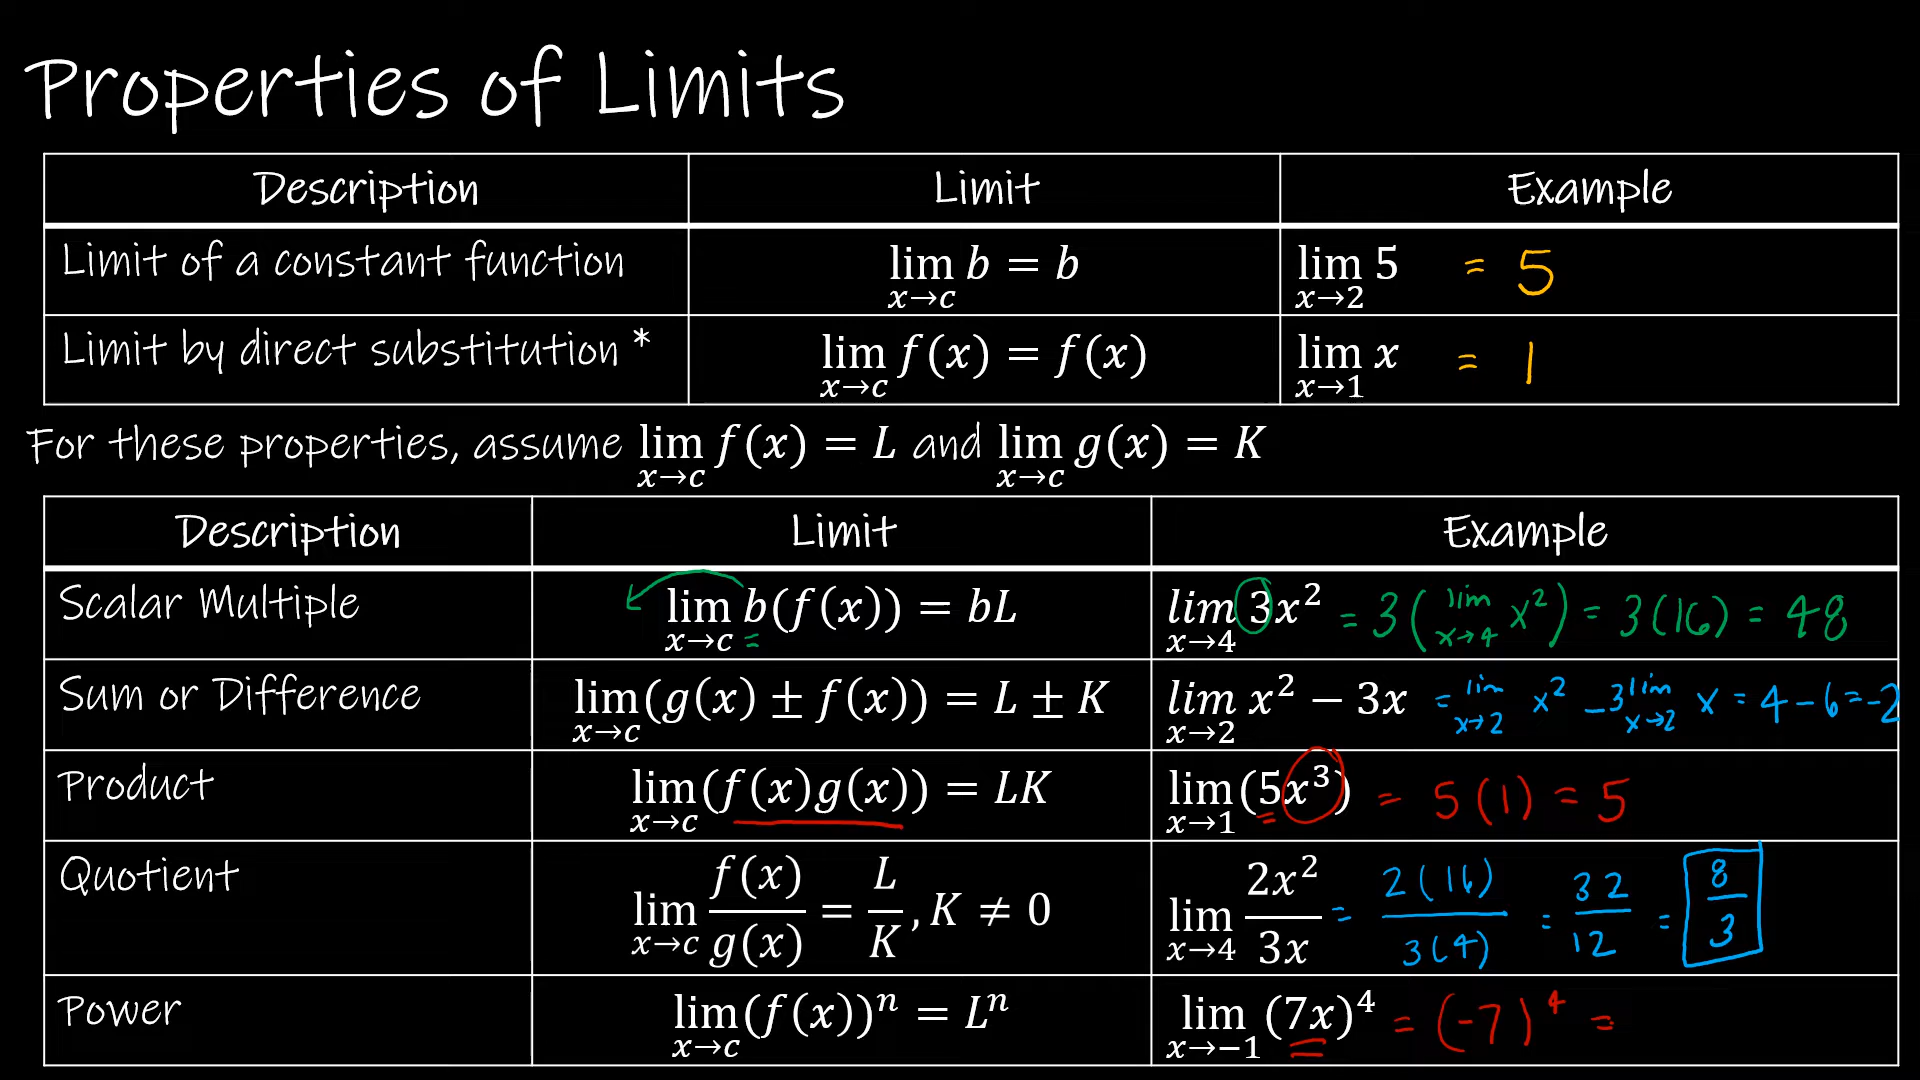 Properties of Limits
Description Limit Example
Limit of a constant function lim x→c b = b lim x→2 5 = 5
Limit by direct substitution * lim x→c f(x) = f(x) lim x→1 x = 1
For these properties, assume lim x→c f(x) = L and lim x→c g(x) = K
Description Limit Example
Scalar Multiple lim x→c b(f(x)) = bL lim x→4 3x² = 3(lim x→4 x²) = 3(16) = 48
Sum or Difference lim x→c (g(x) ± f(x)) = L ± K lim x→2 x² − 3x = lim x→2 x² − 3 lim x→2 x = 4 − 6 = −2
Product lim x→c (f(x)g(x)) = LK lim x→1 (5x³) = 5(1) = 5
Quotient lim x→c f(x)/g(x) = L/K, K ≠ 0 lim x→4 2x²/3x = 2(16)/3(4) = 32/12 = 8/3
Power lim x→c (f(x))ⁿ = Lⁿ lim x→−1 (7x)⁴ = (−7)⁴ =